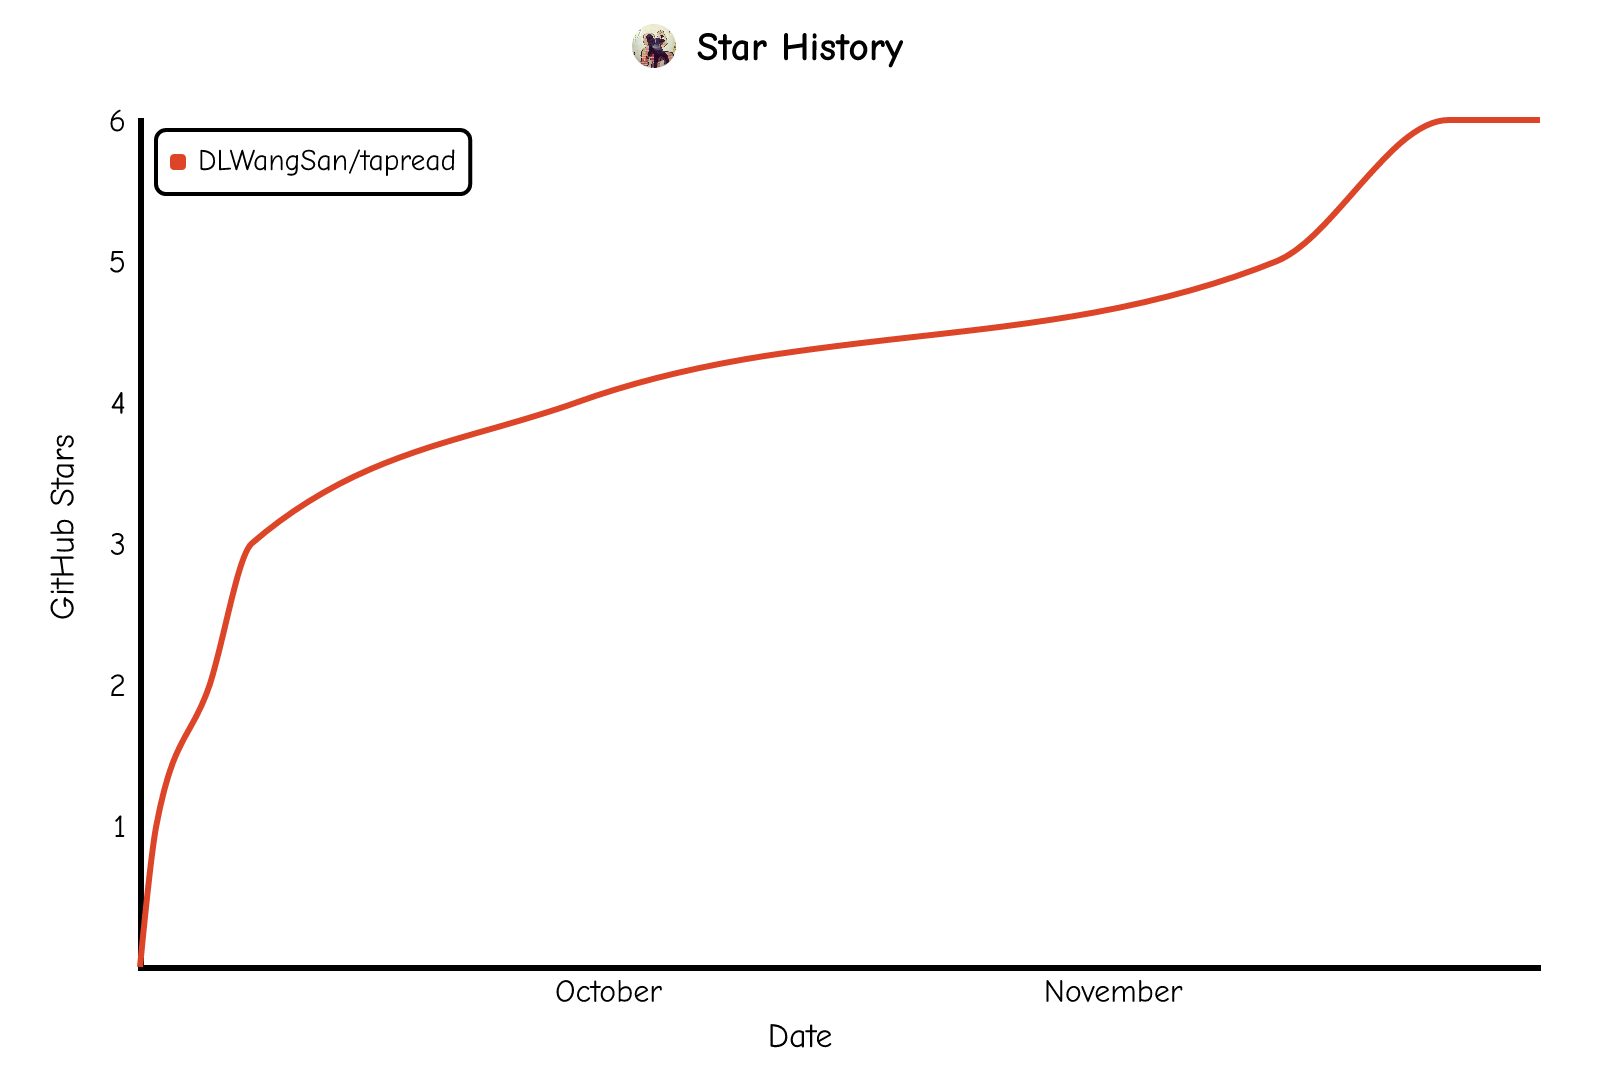 Star History
DLWangSan/tapread
6
5
4
3
2
1
GitHub Stars
October
November
Date